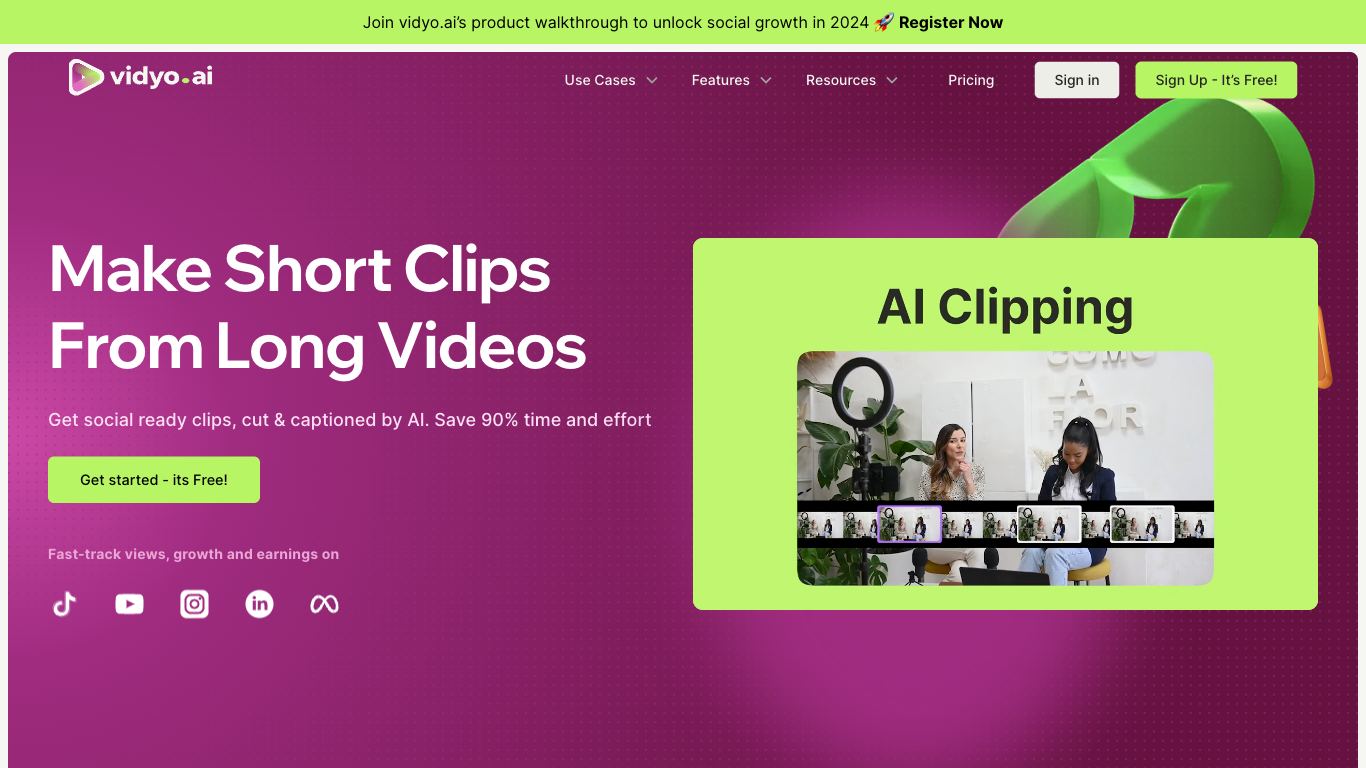 Join vidyo.ai’s product walkthrough to unlock social growth in 2024 🚀 Register Now
vidyo.ai
Use Cases
Features
Resources
Pricing
Sign in
Sign Up - It’s Free!
Make Short Clips
From Long Videos
Get social ready clips, cut & captioned by AI. Save 90% time and effort
Get started - its Free!
Fast-track views, growth and earnings on
AI Clipping